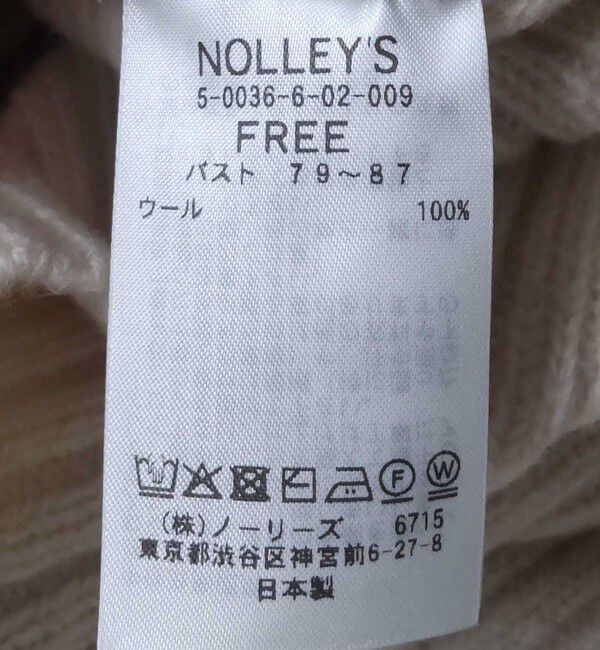 NOLLEY'S
5-0036-6-02-009
FREE
バスト 79~87
ウール 100%
F W
(株)ノーリーズ 6715
東京都渋谷区神宮前6-27-8
日本製